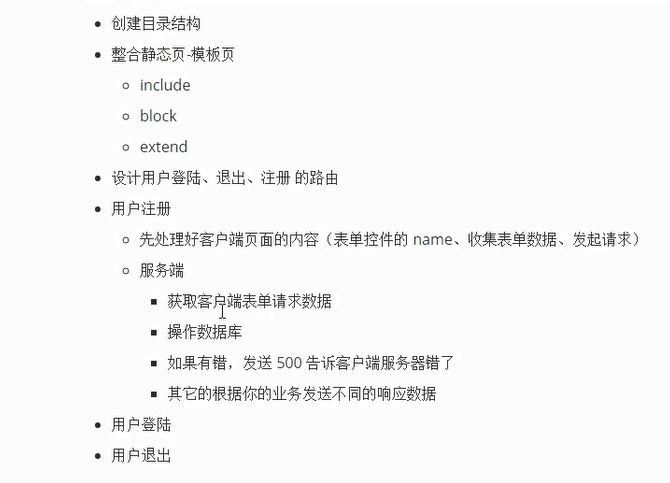 创建目录结构
整合静态页-模板页
include
block
extend
设计用户登陆、退出、注册 的路由
用户注册
先处理好客户端页面的内容（表单控件的 name、收集表单数据、发起请求）
服务端
获取客户端表单请求数据
操作数据库
如果有错，发送 500 告诉客户端服务器错了
其它的根据你的业务发送不同的响应数据
用户登陆
用户退出